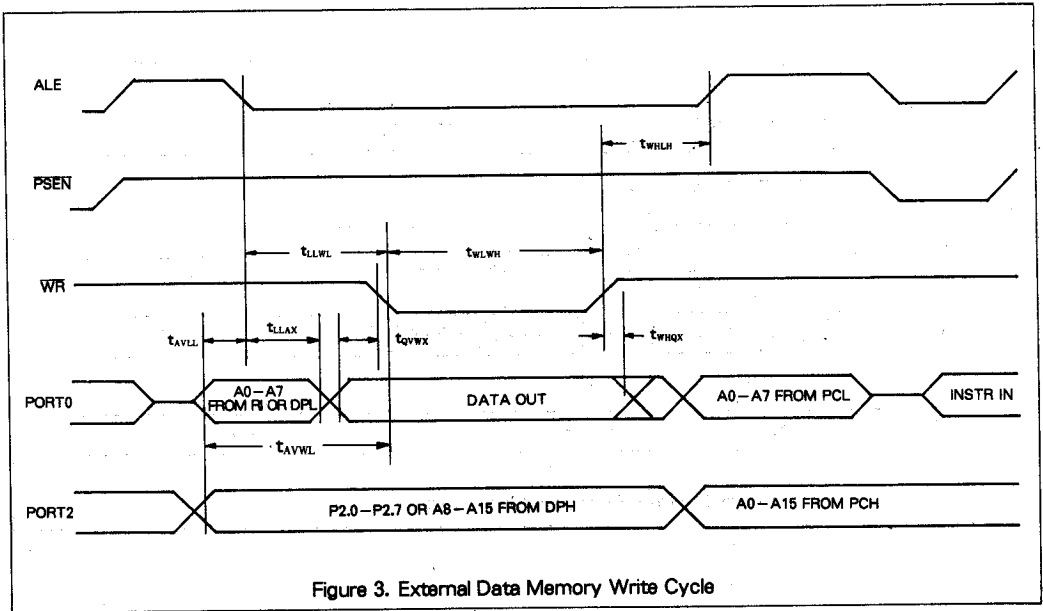 ALE
tWHLH
PSEN
tLLWL
tWLWH
WR
tAVLL
tLLAX
tQVWX
tWHQX
PORT0
A0–A7
FROM RI OR DPL
DATA OUT
A0–A7 FROM PCL
INSTR IN
tAVWL
PORT2
P2.0–P2.7 OR A8–A15 FROM DPH
A0–A15 FROM PCH
Figure 3. External Data Memory Write Cycle